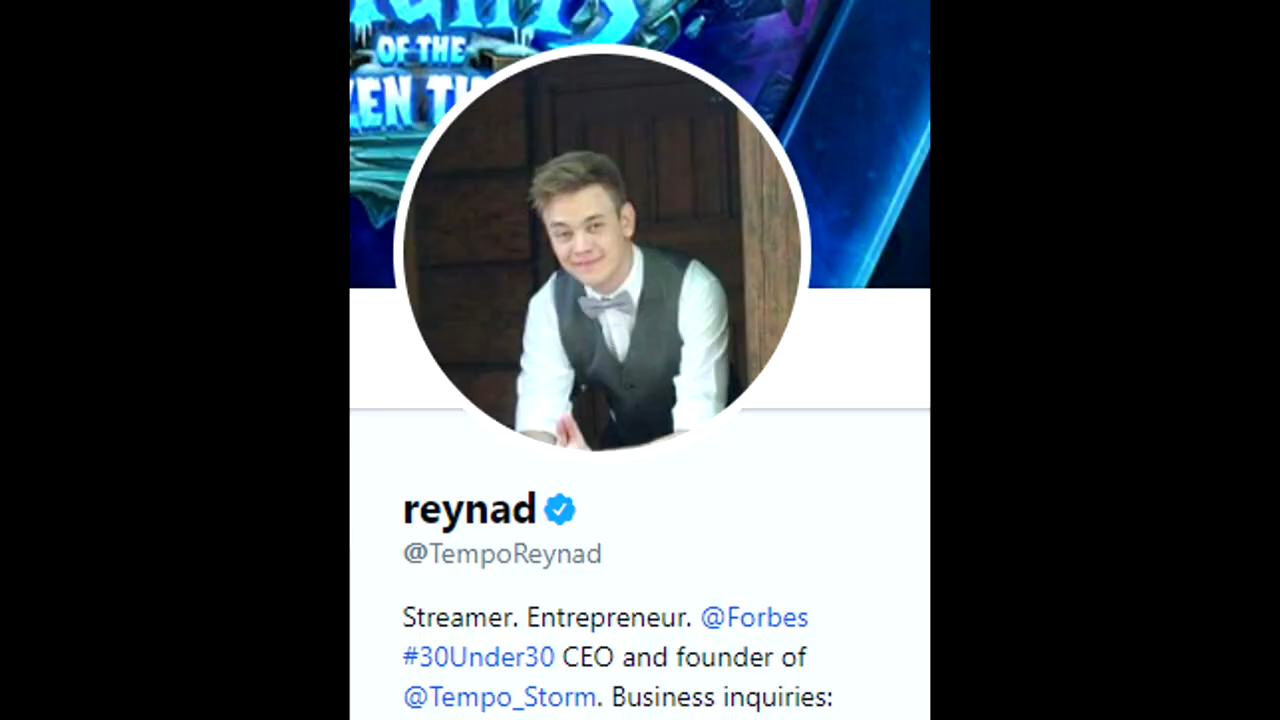 OF THE
reynad
@TempoReynad
Streamer. Entrepreneur. @Forbes
#30Under30 CEO and founder of
@Tempo_Storm. Business inquiries: